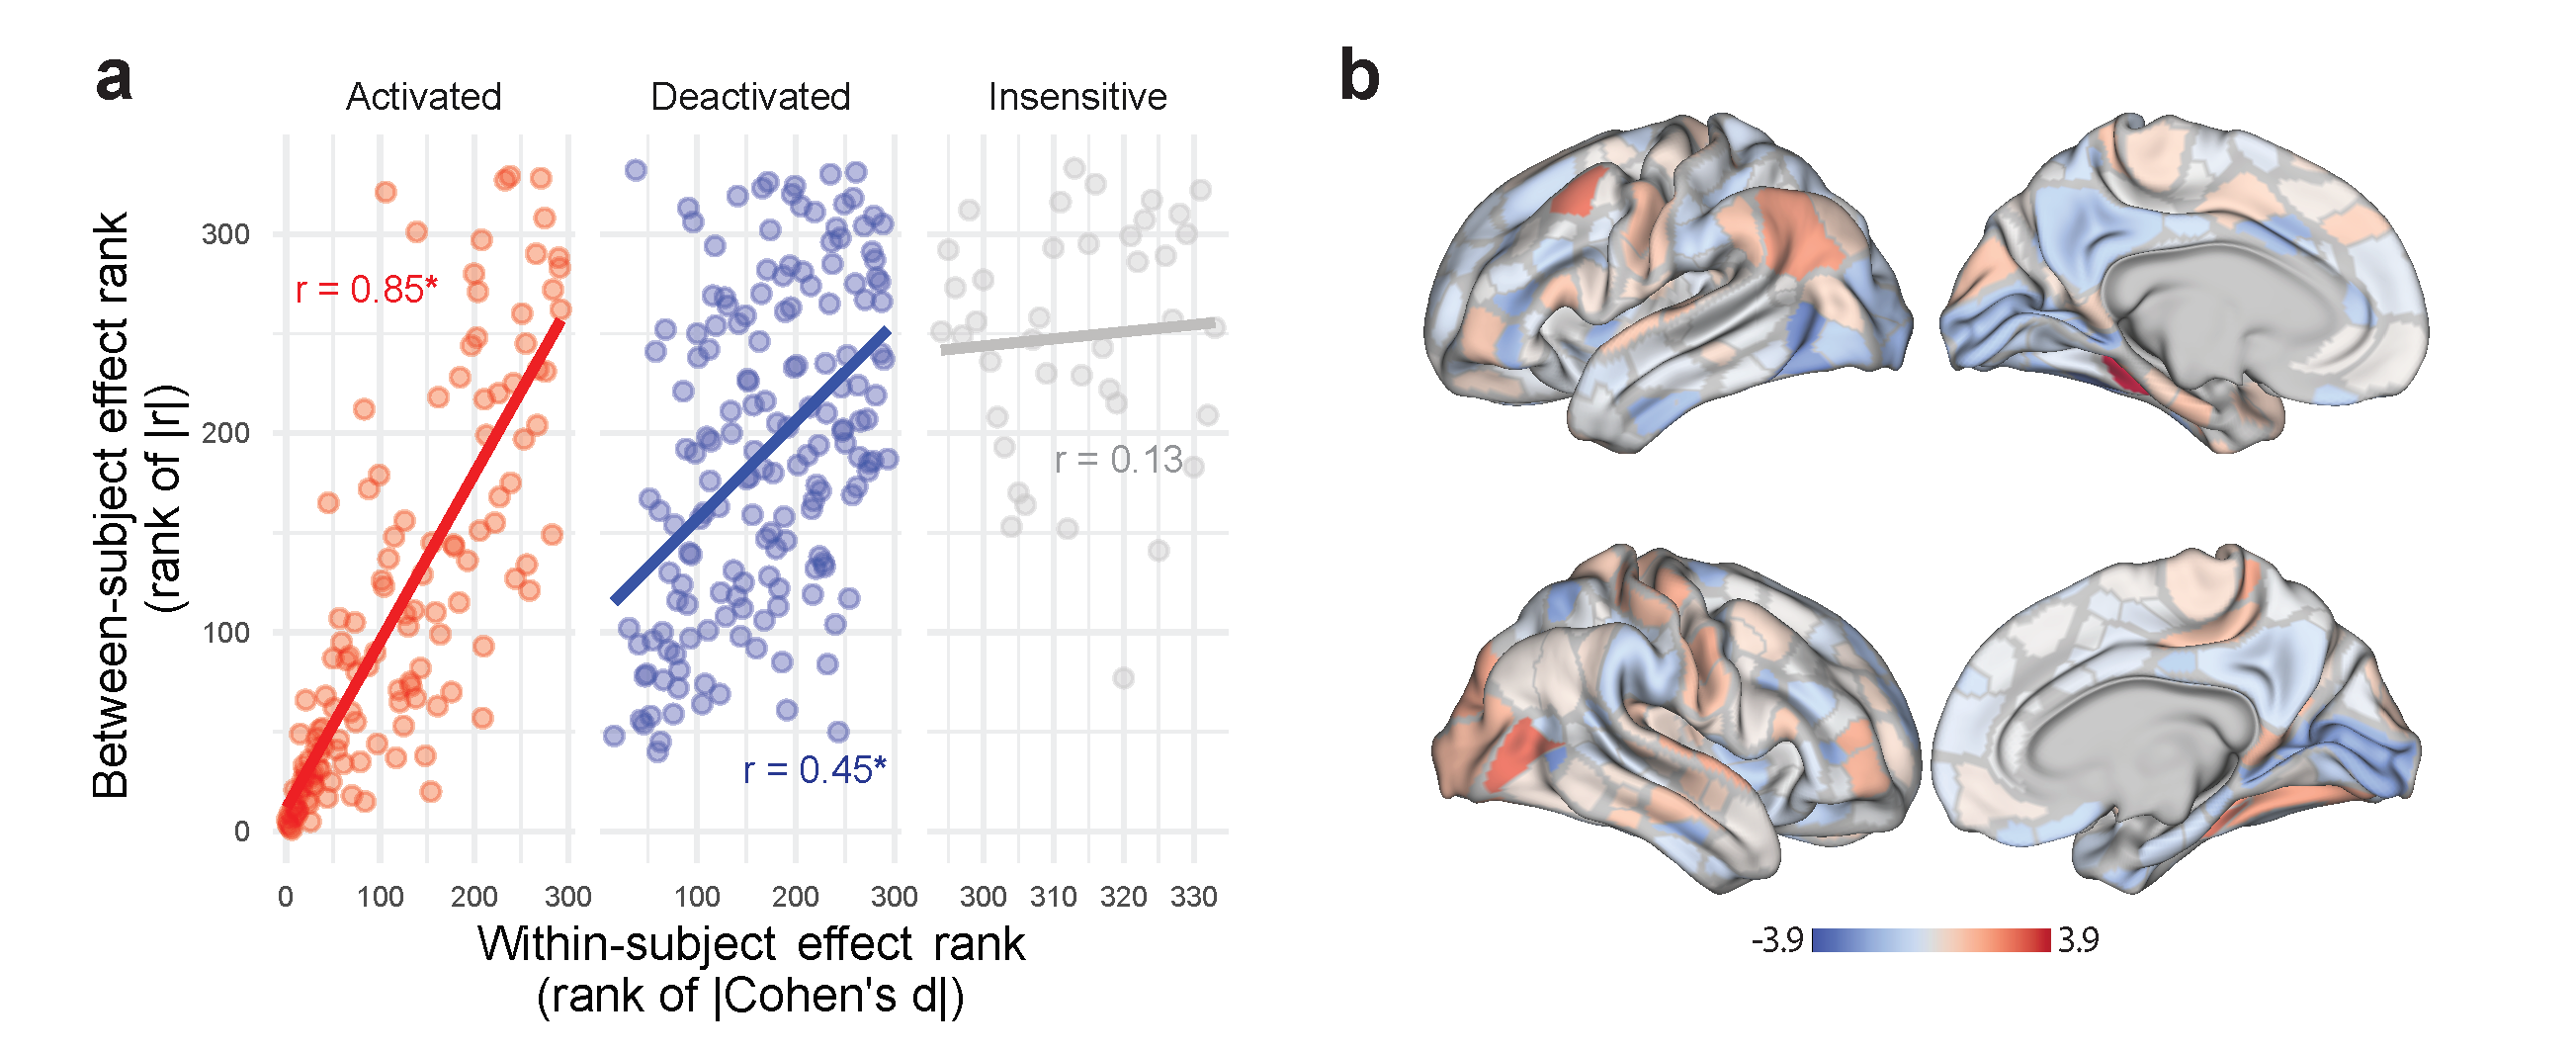 a
b
Activated
Deactivated
Insensitive
Between-subject effect rank
(rank of |r|)
300
200
100
0
r = 0.85*
r = 0.45*
r = 0.13
0 100 200 300
100 200 300
300 310 320 330
Within-subject effect rank
(rank of |Cohen's d|)
-3.9 3.9